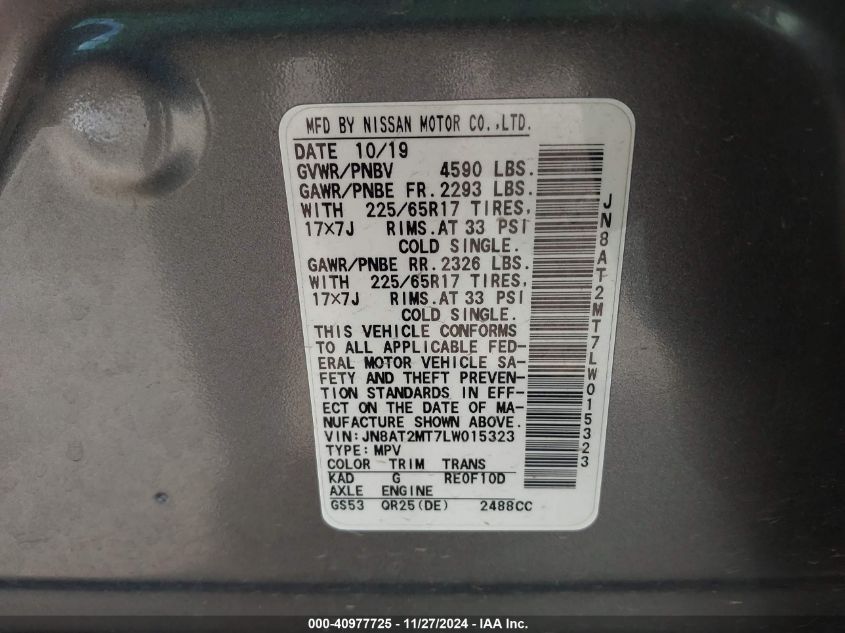 MFD BY NISSAN MOTOR CO.,LTD.
DATE 10/19
GVWR/PNBV 4590 LBS.
GAWR/PNBE FR. 2293 LBS.
WITH 225/65R17 TIRES,
17×7J RIMS.AT 33 PSI
COLD SINGLE.
GAWR/PNBE RR. 2326 LBS.
WITH 225/65R17 TIRES,
17×7J RIMS.AT 33 PSI
COLD SINGLE.
THIS VEHICLE CONFORMS
TO ALL APPLICABLE FED-
ERAL MOTOR VEHICLE SA-
FETY AND THEFT PREVEN-
TION STANDARDS IN EFF-
ECT ON THE DATE OF MA-
NUFACTURE SHOWN ABOVE.
VIN: JN8AT2MT7LW015323
TYPE: MPV
COLOR TRIM TRANS
KAD G RE0F10D
AXLE ENGINE
GS53 QR25(DE) 2488CC
JN8AT2MT7LW015323
000-40977725 - 11/27/2024 - IAA Inc.